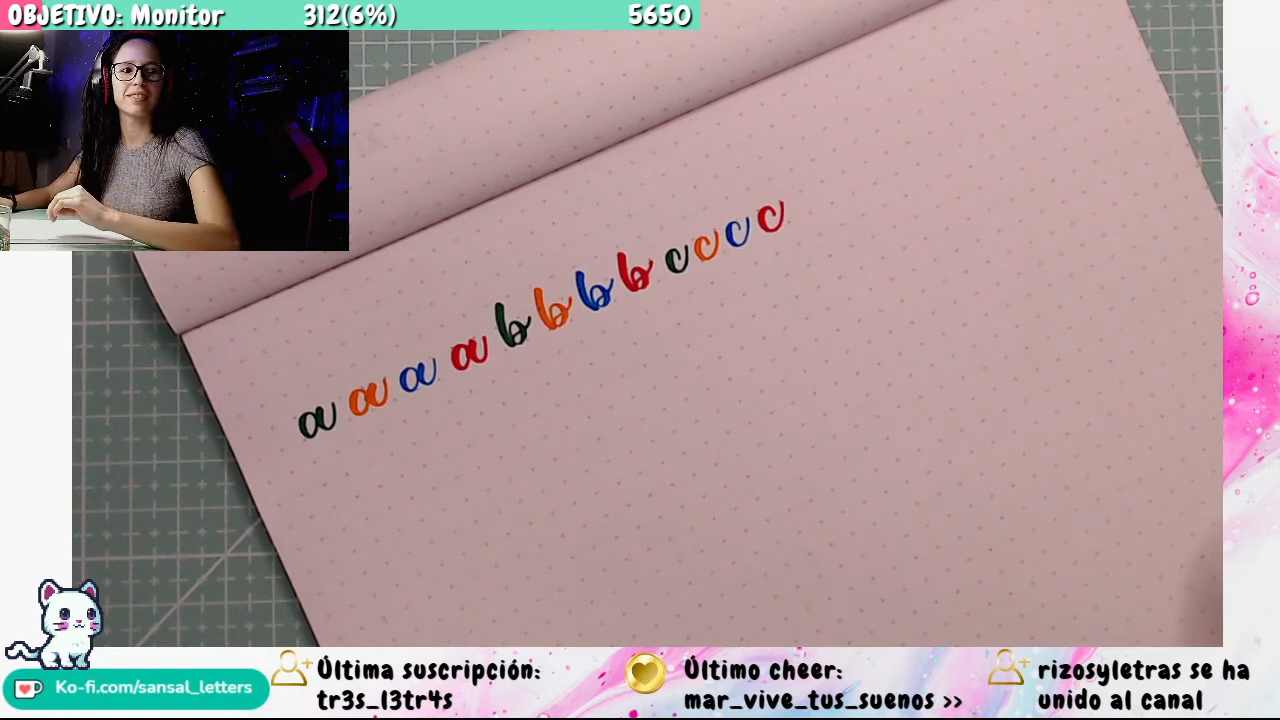 OBJETIVO: Monitor 312(6%) 5650
a a a a b b b b c c c c
Ko-fi.com/sansal_letters
Última suscripción:
tr3s_l3tr4s
Último cheer:
mar_vive_tus_suenos >>
rizosyletras se ha
unido al canal